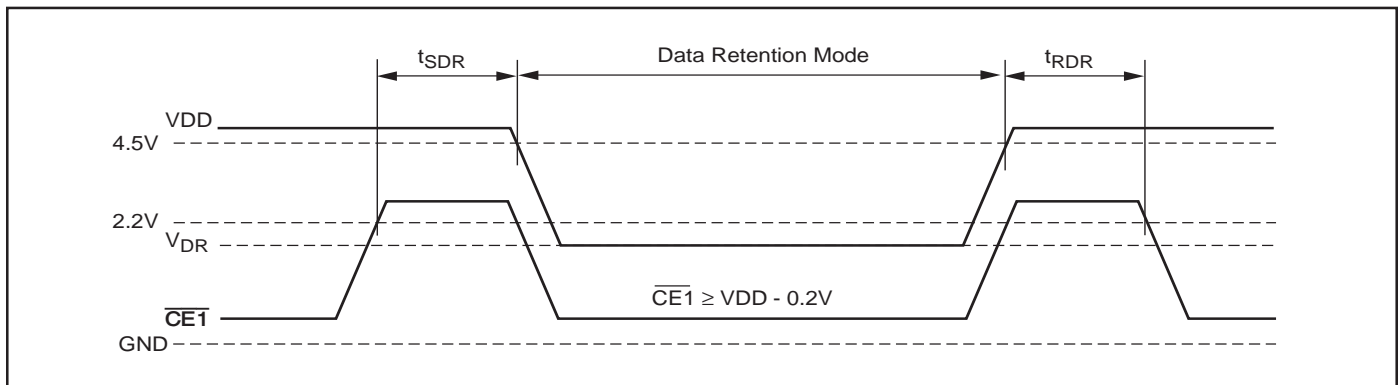 tSDR
Data Retention Mode
tRDR
VDD
4.5V
2.2V
VDR
CE1 ≥ VDD - 0.2V
CE1
GND